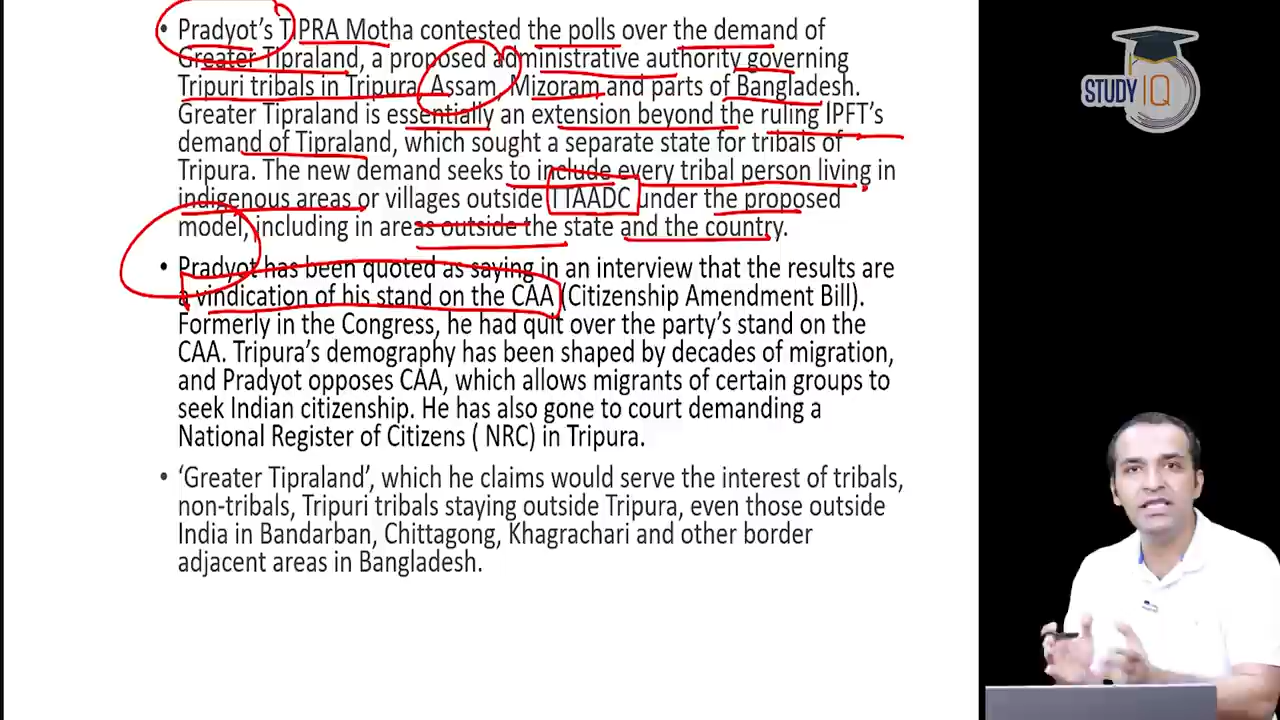 • Pradyot's TIPRA Motha contested the polls over the demand of
Greater Tipraland, a proposed administrative authority governing
Tripuri tribals in Tripura, Assam, Mizoram and parts of Bangladesh.
Greater Tipraland is essentially an extension beyond the ruling IPFT's
demand of Tipraland, which sought a separate state for tribals of
Tripura. The new demand seeks to include every tribal person living in
indigenous areas or villages outside TTAADC under the proposed
model, including in areas outside the state and the country.
• Pradyot has been quoted as saying in an interview that the results are
a vindication of his stand on the CAA (Citizenship Amendment Bill).
Formerly in the Congress, he had quit over the party's stand on the
CAA. Tripura's demography has been shaped by decades of migration,
and Pradyot opposes CAA, which allows migrants of certain groups to
seek Indian citizenship. He has also gone to court demanding a
National Register of Citizens ( NRC) in Tripura.
• 'Greater Tipraland', which he claims would serve the interest of tribals,
non-tribals, Tripuri tribals staying outside Tripura, even those outside
India in Bandarban, Chittagong, Khagrachari and other border
adjacent areas in Bangladesh.
STUDY IQ